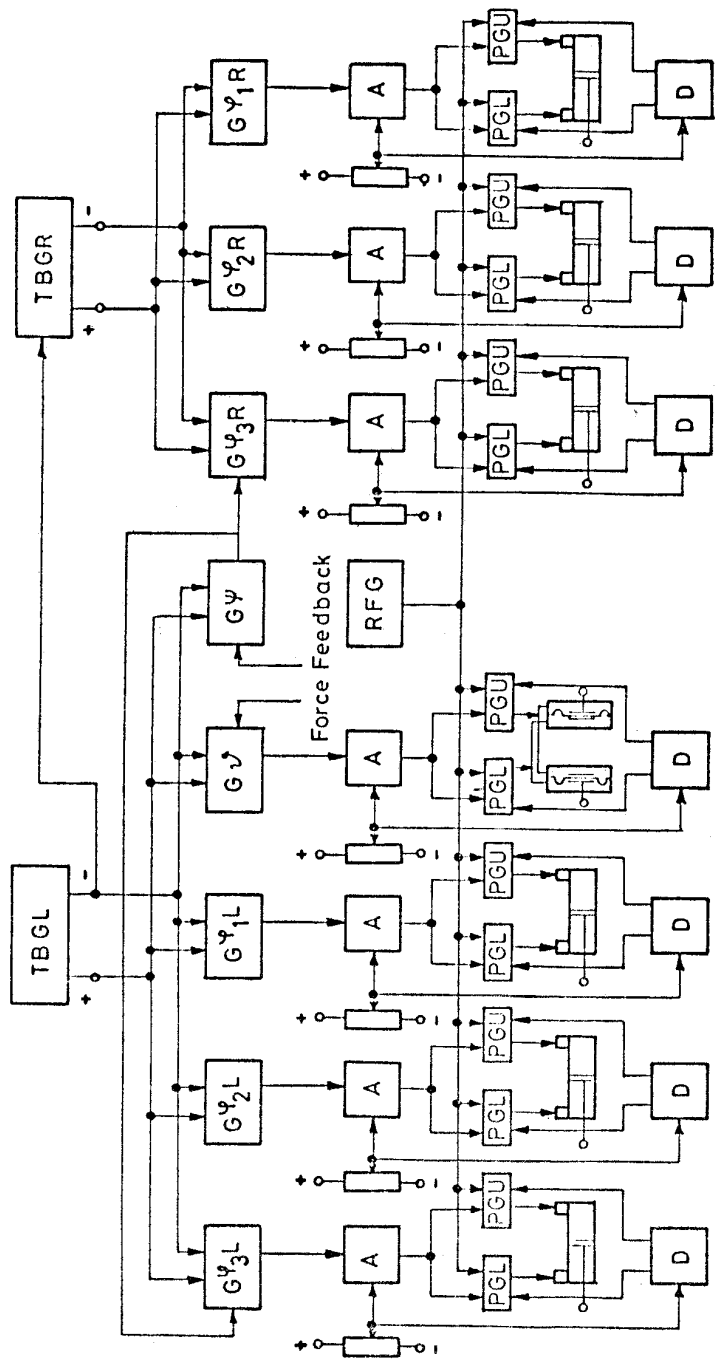 TBGL
TBGR
+ -
+ -
Gφ₃L
Gφ₂L
Gφ₁L
Gϑ
Gψ
Gφ₃R
Gφ₂R
Gφ₁R
Force Feedback
+ -
A
+ -
A
+ -
A
+ -
A
RFG
+ -
A
+ -
A
+ -
A
PGL
PGU
PGL
PGU
PGL
PGU
PGL
PGU
PGL
PGU
PGL
PGU
PGL
PGU
D
D
D
D
D
D
D